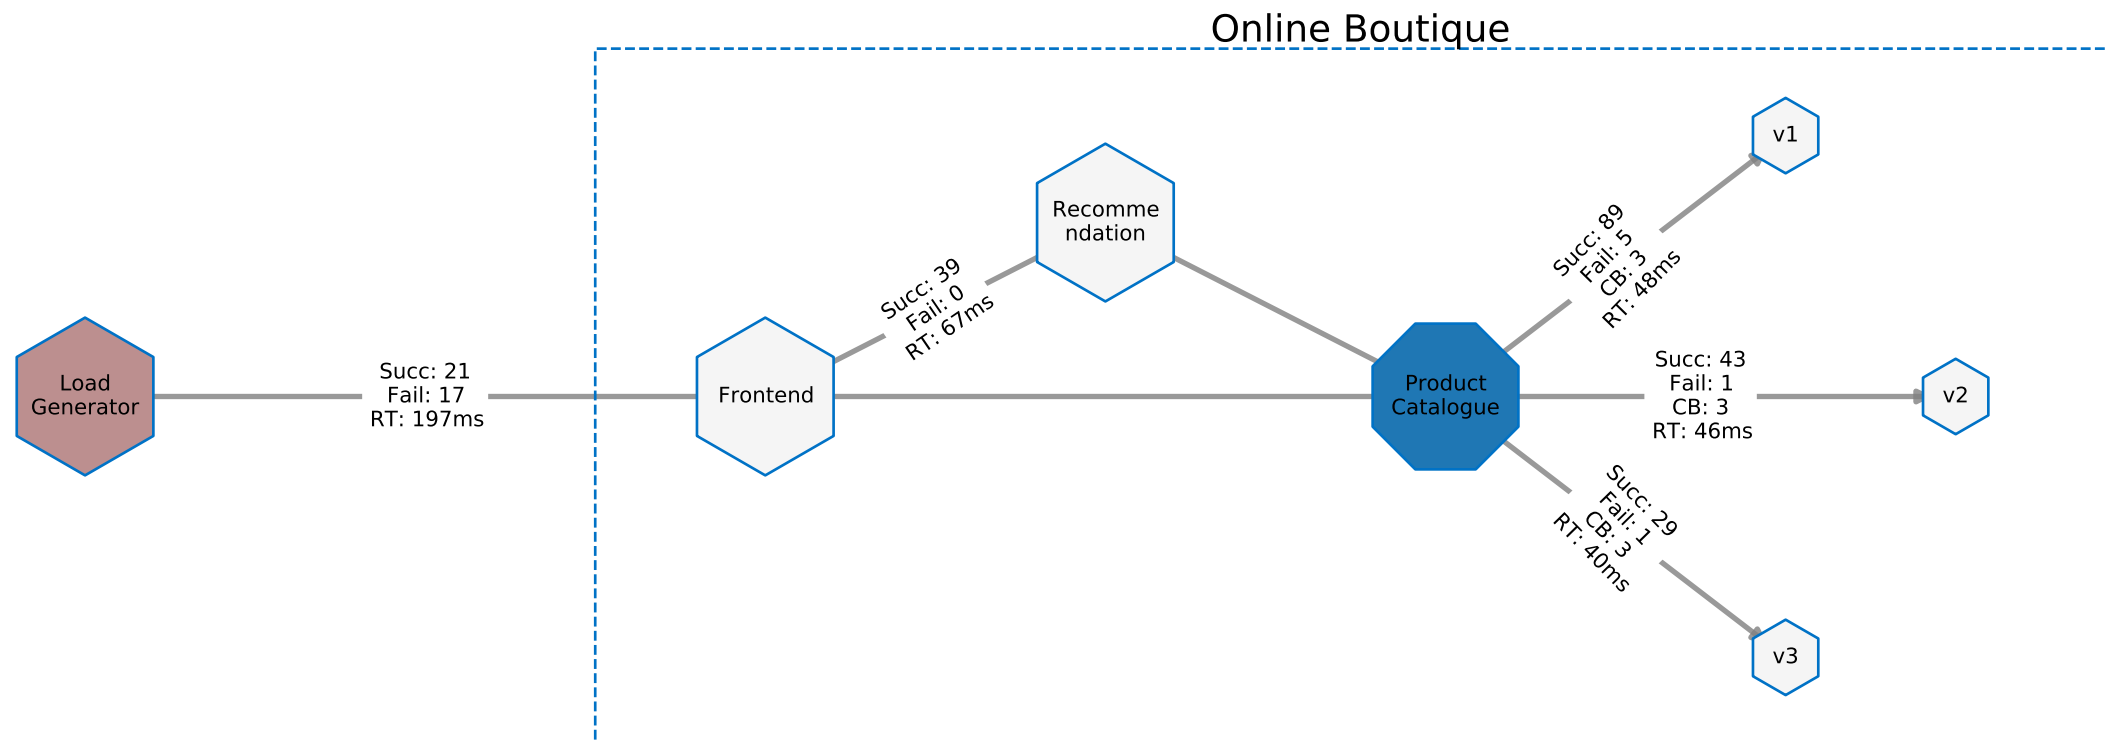 Online Boutique
Load
Generator
Succ: 21
Fail: 17
RT: 197ms
Frontend
Succ: 39
Fail: 0
RT: 67ms
Recomme
ndation
Product
Catalogue
Succ: 89
Fail: 5
CB: 3
RT: 48ms
v1
Succ: 43
Fail: 1
CB: 3
RT: 46ms
v2
Succ: 29
Fail: 1
CB: 3
RT: 40ms
v3